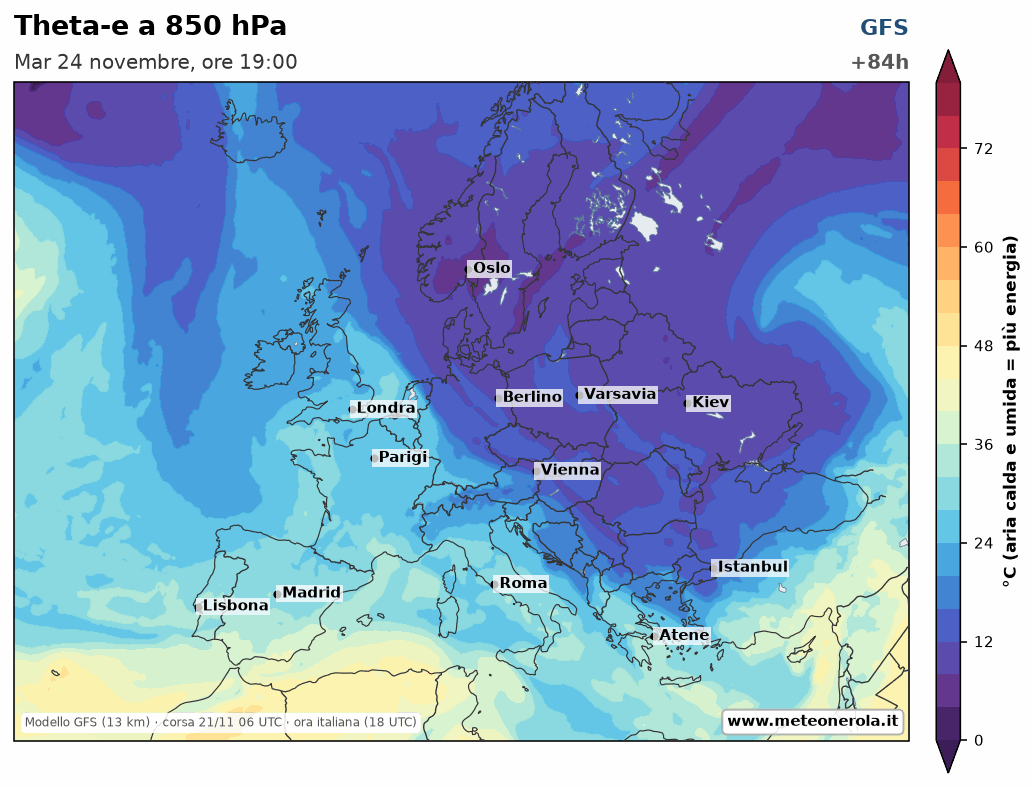 Theta-e a 850 hPa
GFS
Mar 24 novembre, ore 19:00
+84h
72
60
48
36
24
12
0
°C (aria calda e umida = più energia)
Oslo
Berlino
Varsavia
Kiev
Londra
Parigi
Vienna
Istanbul
Roma
Madrid
Lisbona
Atene
Modello GFS (13 km) · corsa 21/11 06 UTC · ora italiana (18 UTC)
www.meteonerola.it